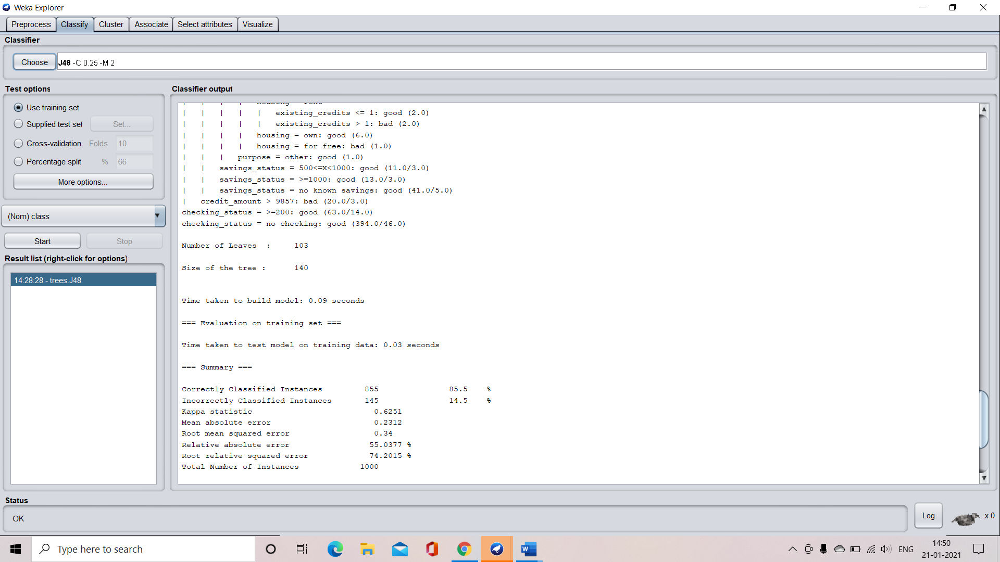 Weka Explorer
Preprocess Classify Cluster Associate Select attributes Visualize
Classifier
Choose J48 -C 0.25 -M 2
Test options
Use training set
Supplied test set Set...
Cross-validation Folds 10
Percentage split % 66
More options...
(Nom) class
Start Stop
Result list (right-click for options)
14:28:28 - trees.J48
Classifier output
| | | | | existing_credits <= 1: good (2.0)
| | | | | existing_credits > 1: bad (2.0)
| | | | housing = own: good (6.0)
| | | | housing = for free: bad (1.0)
| | | purpose = other: good (1.0)
| | savings_status = 500<=X<1000: good (11.0/3.0)
| | savings_status = >=1000: good (13.0/3.0)
| | savings_status = no known savings: good (41.0/5.0)
| credit_amount > 9857: bad (20.0/3.0)
checking_status = >=200: good (63.0/14.0)
checking_status = no checking: good (394.0/46.0)
Number of Leaves : 103
Size of the tree : 140
Time taken to build model: 0.09 seconds
=== Evaluation on training set ===
Time taken to test model on training data: 0.03 seconds
=== Summary ===
Correctly Classified Instances 855 85.5 %
Incorrectly Classified Instances 145 14.5 %
Kappa statistic 0.6251
Mean absolute error 0.2312
Root mean squared error 0.34
Relative absolute error 55.0377 %
Root relative squared error 74.2015 %
Total Number of Instances 1000
Status
OK
Log
x 0
Type here to search
ENG
14:50
21-01-2021